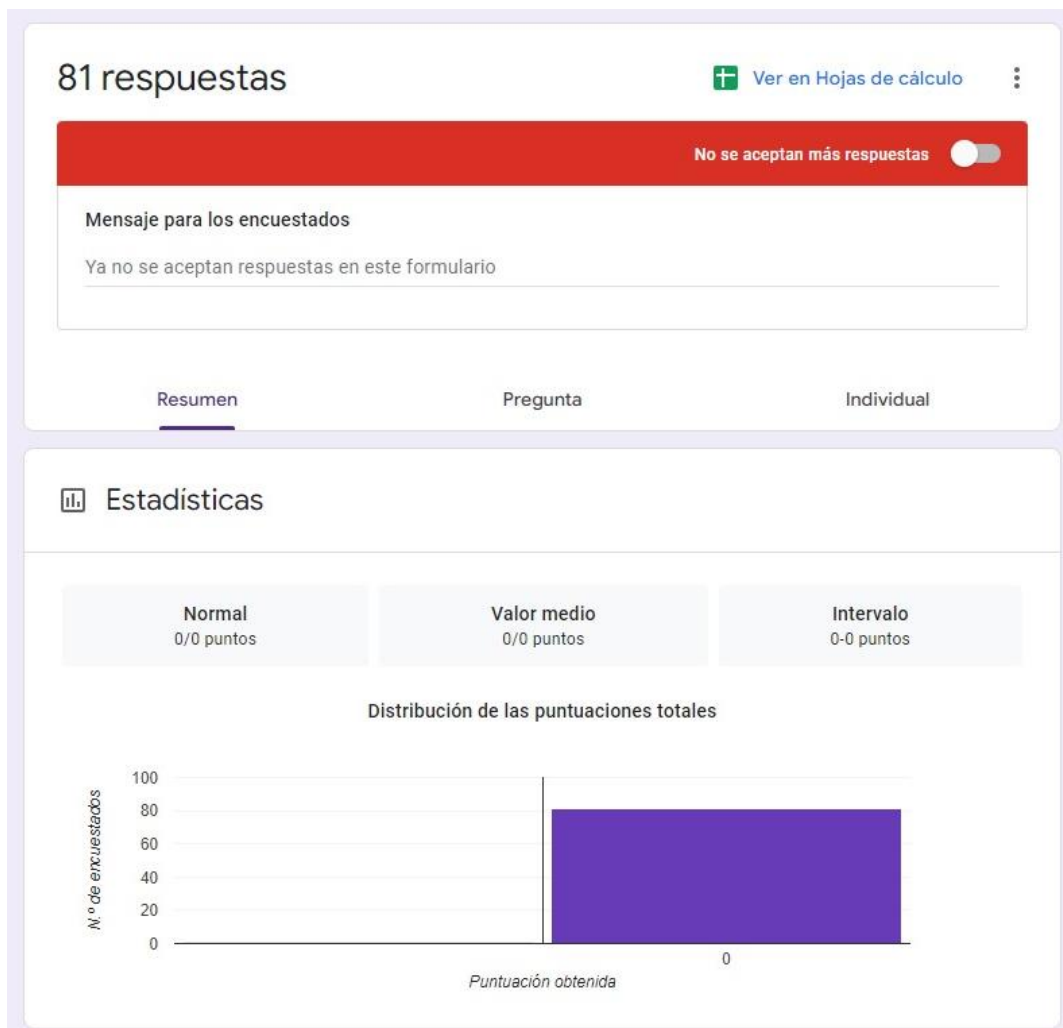 81 respuestas
Ver en Hojas de cálculo
No se aceptan más respuestas
Mensaje para los encuestados
Ya no se aceptan respuestas en este formulario
Resumen
Pregunta
Individual
Estadísticas
Normal
0/0 puntos
Valor medio
0/0 puntos
Intervalo
0-0 puntos
Distribución de las puntuaciones totales
N.º de encuestados
100
80
60
40
20
0
0
Puntuación obtenida